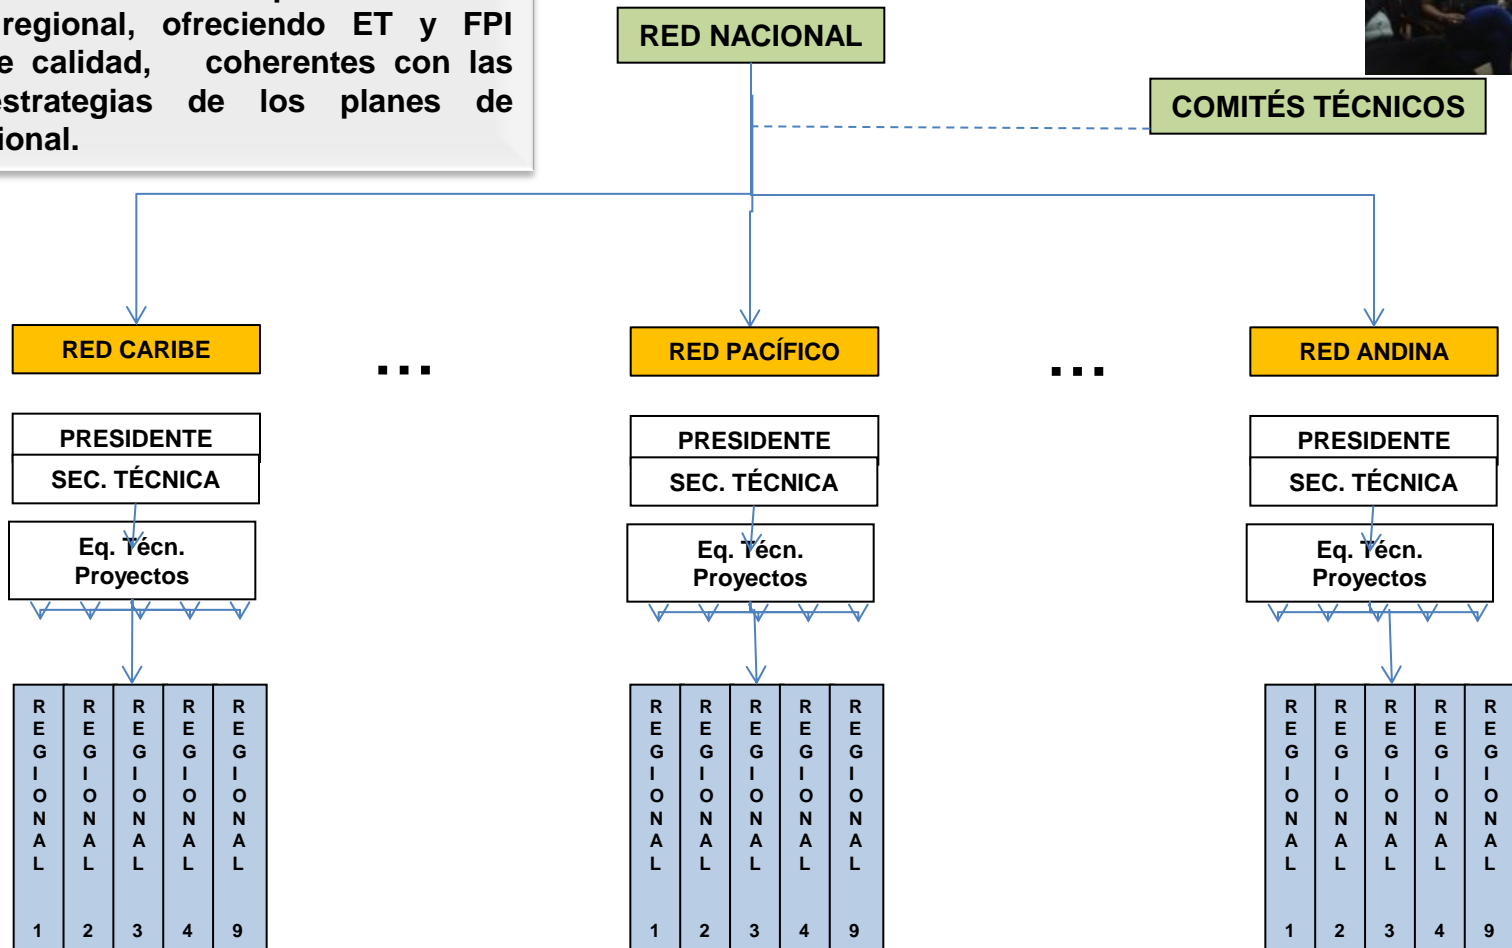 regional, ofreciendo ET y FPI
e calidad, coherentes con las
estrategias de los planes de
ional.
RED NACIONAL
COMITÉS TÉCNICOS
RED CARIBE
...
RED PACÍFICO
...
RED ANDINA
PRESIDENTE
SEC. TÉCNICA
Eq. Técn.
Proyectos
PRESIDENTE
SEC. TÉCNICA
Eq. Técn.
Proyectos
PRESIDENTE
SEC. TÉCNICA
Eq. Técn.
Proyectos
REGIONAL 1
REGIONAL 2
REGIONAL 3
REGIONAL 4
REGIONAL 9
REGIONAL 1
REGIONAL 2
REGIONAL 3
REGIONAL 4
REGIONAL 9
REGIONAL 1
REGIONAL 2
REGIONAL 3
REGIONAL 4
REGIONAL 9